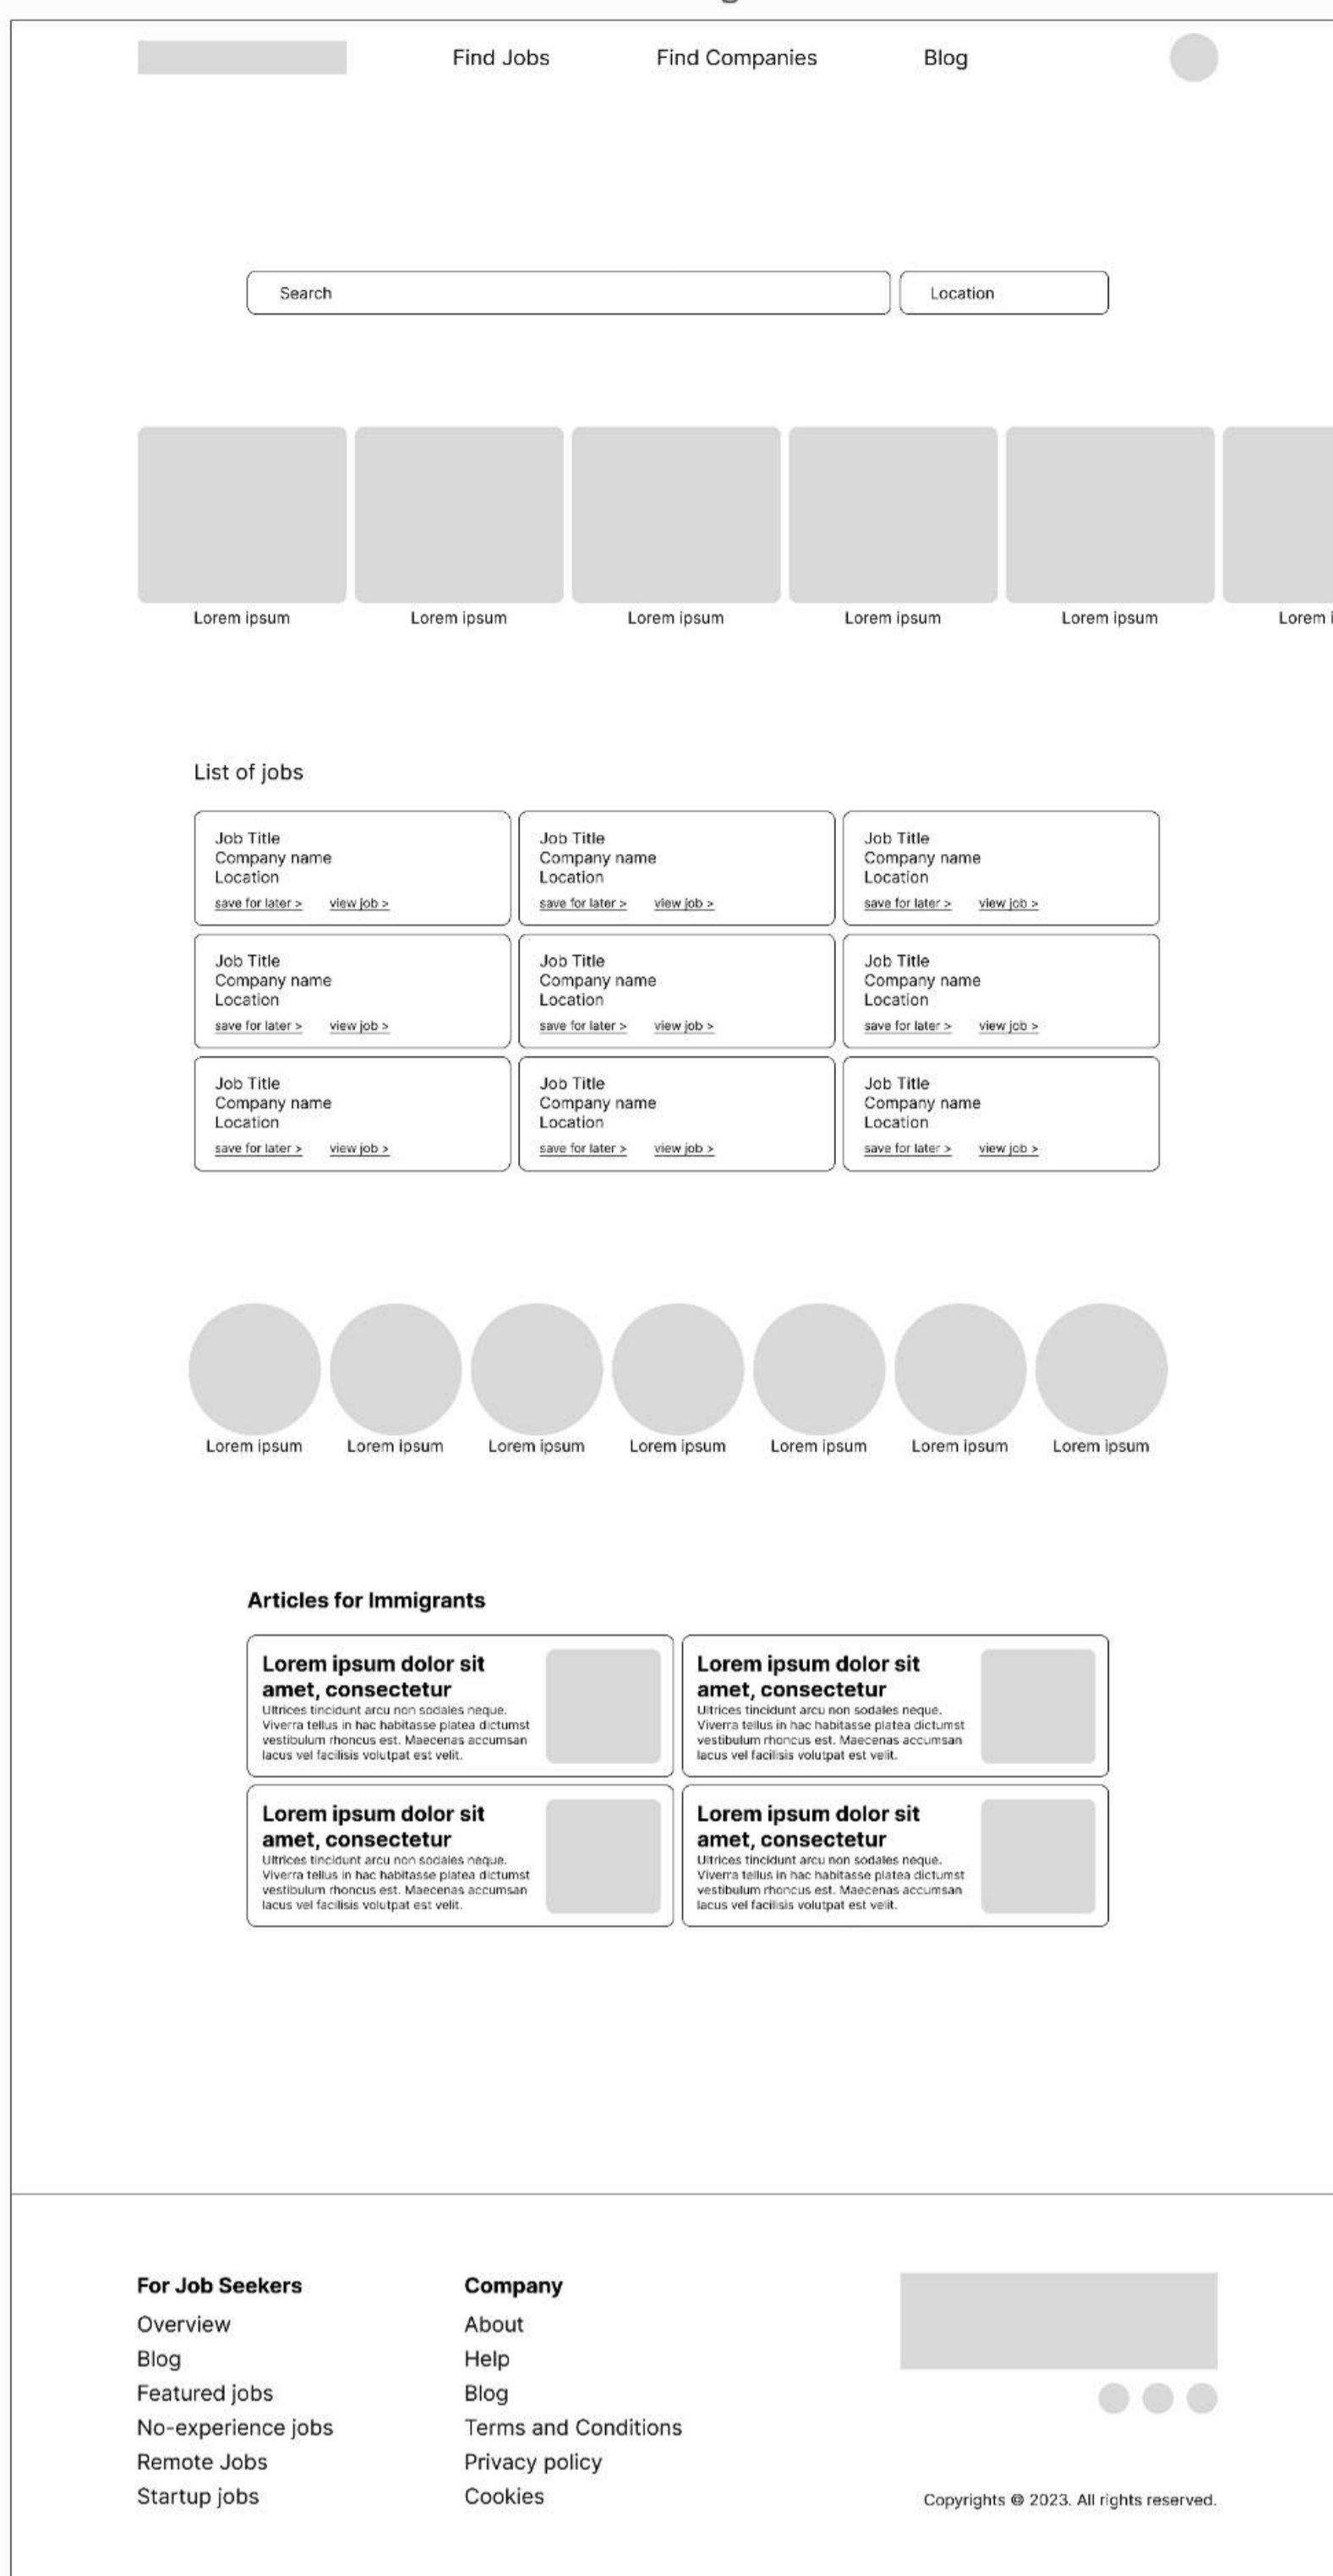 Find Jobs Find Companies Blog
Search Location
Lorem ipsum Lorem ipsum Lorem ipsum Lorem ipsum Lorem ipsum Lorem i
List of jobs
Job Title
Company name
Location
save for later > view job >
Job Title
Company name
Location
save for later > view job >
Job Title
Company name
Location
save for later > view job >
Job Title
Company name
Location
save for later > view job >
Job Title
Company name
Location
save for later > view job >
Job Title
Company name
Location
save for later > view job >
Job Title
Company name
Location
save for later > view job >
Job Title
Company name
Location
save for later > view job >
Job Title
Company name
Location
save for later > view job >
Lorem ipsum Lorem ipsum Lorem ipsum Lorem ipsum Lorem ipsum Lorem ipsum Lorem ipsum
Articles for Immigrants
Lorem ipsum dolor sit
amet, consectetur
Ultrices tincidunt arcu non sodales neque.
Viverra tellus in hac habitasse platea dictumst
vestibulum rhoncus est. Maecenas accumsan
lacus vel facilisis volutpat est velit.
Lorem ipsum dolor sit
amet, consectetur
Ultrices tincidunt arcu non sodales neque.
Viverra tellus in hac habitasse platea dictumst
vestibulum rhoncus est. Maecenas accumsan
lacus vel facilisis volutpat est velit.
Lorem ipsum dolor sit
amet, consectetur
Ultrices tincidunt arcu non sodales neque.
Viverra tellus in hac habitasse platea dictumst
vestibulum rhoncus est. Maecenas accumsan
lacus vel facilisis volutpat est velit.
Lorem ipsum dolor sit
amet, consectetur
Ultrices tincidunt arcu non sodales neque.
Viverra tellus in hac habitasse platea dictumst
vestibulum rhoncus est. Maecenas accumsan
lacus vel facilisis volutpat est velit.
For Job Seekers
Overview
Blog
Featured jobs
No-experience jobs
Remote Jobs
Startup jobs
Company
About
Help
Blog
Terms and Conditions
Privacy policy
Cookies
Copyrights © 2023. All rights reserved.